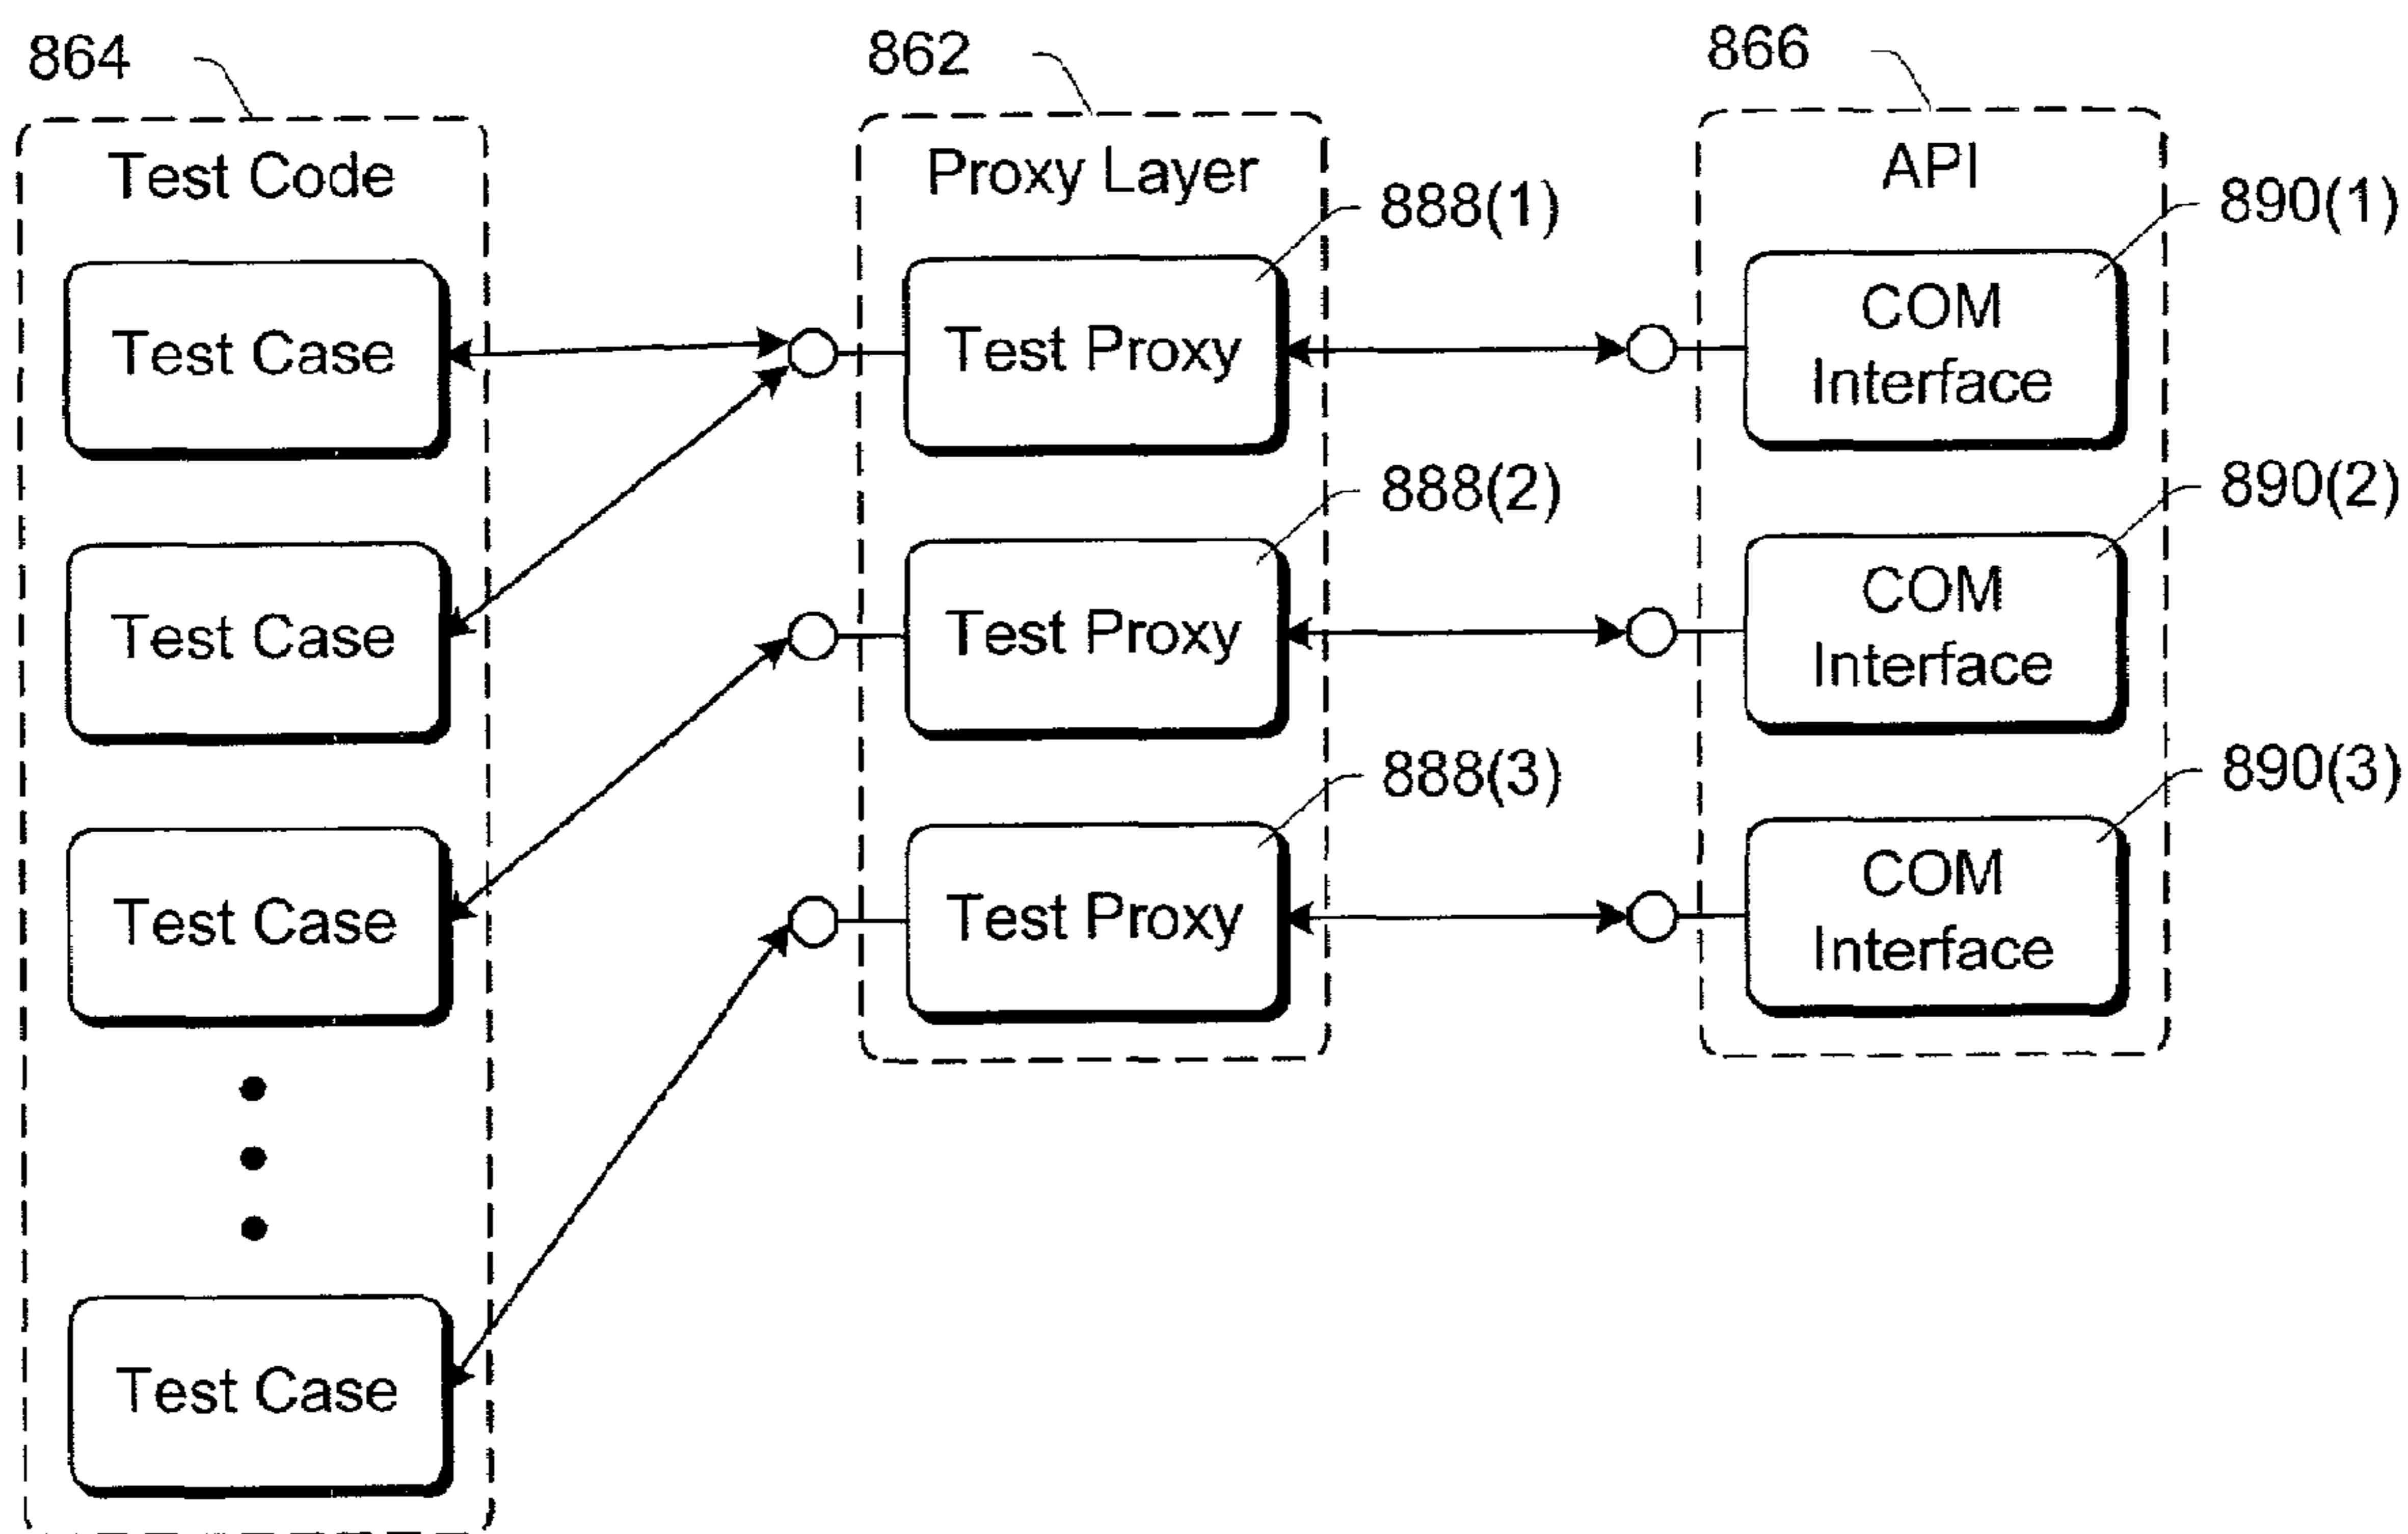 864
862
866
Test Code
Proxy Layer
API
888(1)
890(1)
Test Case
Test Proxy
COM
Interface
888(2)
890(2)
Test Case
Test Proxy
COM
Interface
888(3)
890(3)
Test Case
Test Proxy
COM
Interface
Test Case